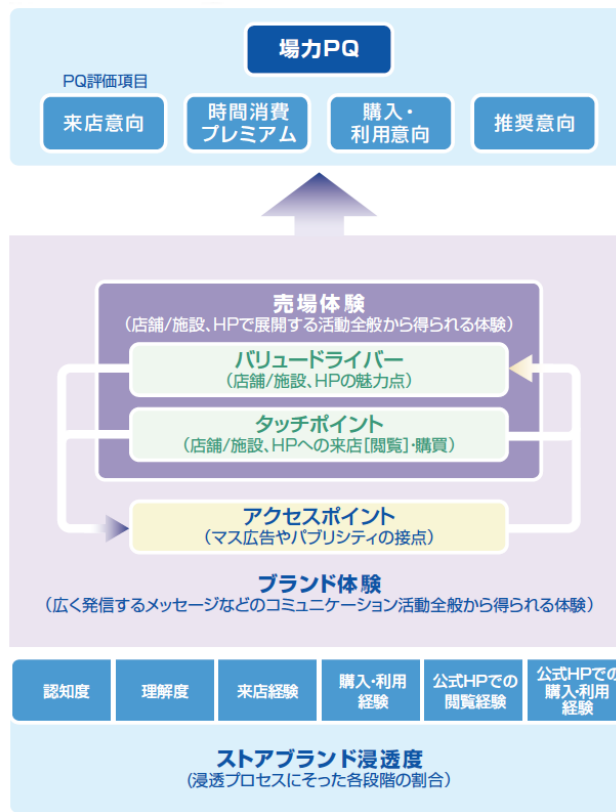 場力PQ
PQ評価項目
来店意向
時間消費
プレミアム
購入・
利用意向
推奨意向
売場体験
(店舗/施設、HPで展開する活動全般から得られる体験)
バリュードライバー
(店舗/施設、HPの魅力点)
タッチポイント
(店舗/施設、HPへの来店[閲覧]・購買)
アクセスポイント
(マス広告やパブリシティの接点)
ブランド体験
(広く発信するメッセージなどのコミュニケーション活動全般から得られる体験)
認知度
理解度
来店経験
購入・利用
経験
公式HPでの
閲覧経験
公式HPでの
購入・利用
経験
ストアブランド浸透度
(浸透プロセスにそった各段階の割合)